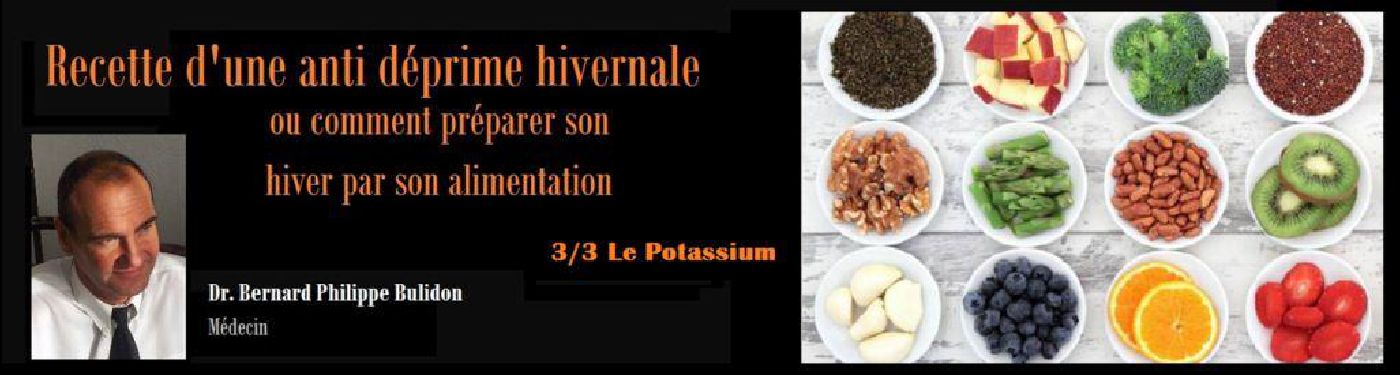 Recette d'une anti déprime hivernale
ou comment préparer son
hiver par son alimentation
3/3 Le Potassium
Dr. Bernard Philippe Bulidon
Médecin